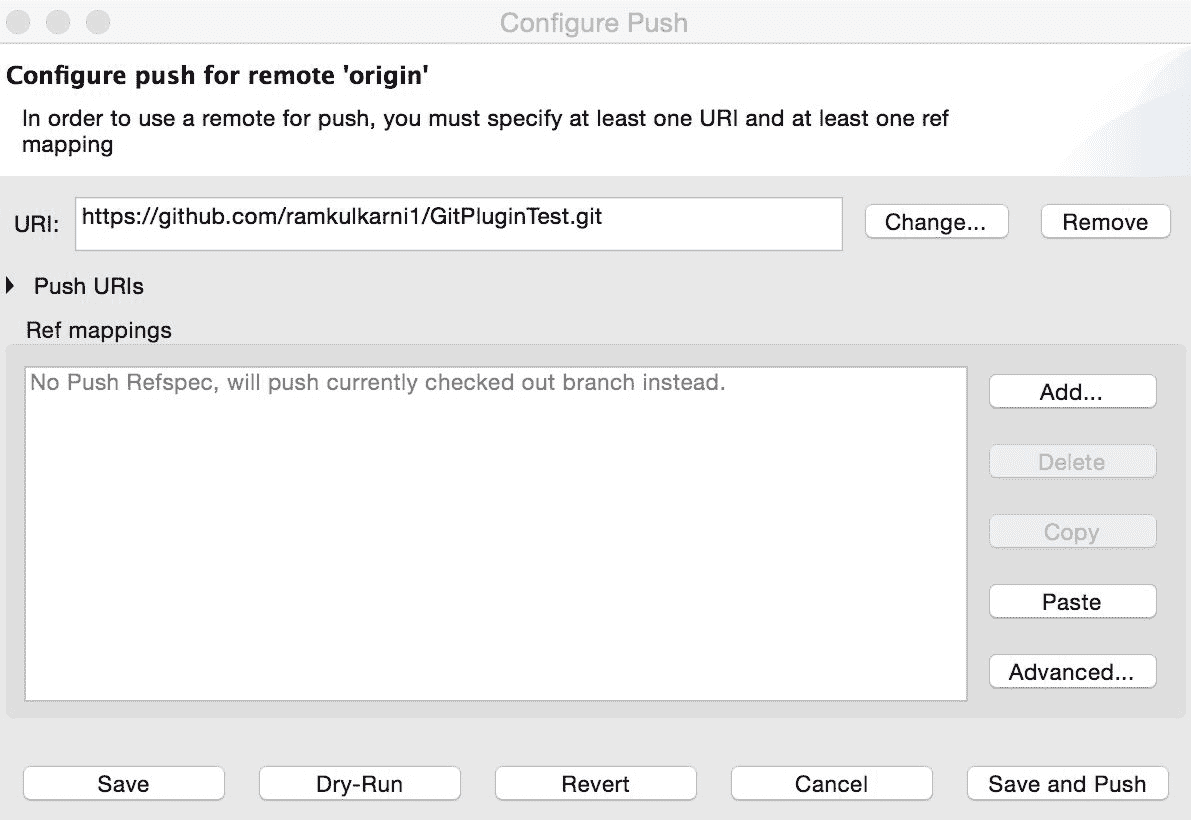 Configure Push
Configure push for remote 'origin'
In order to use a remote for push, you must specify at least one URI and at least one ref
mapping
URI: https://github.com/ramkulkarni1/GitPluginTest.git Change... Remove
Push URIs
Ref mappings
No Push Refspec, will push currently checked out branch instead.
Add...
Delete
Copy
Paste
Advanced...
Save Dry-Run Revert Cancel Save and Push